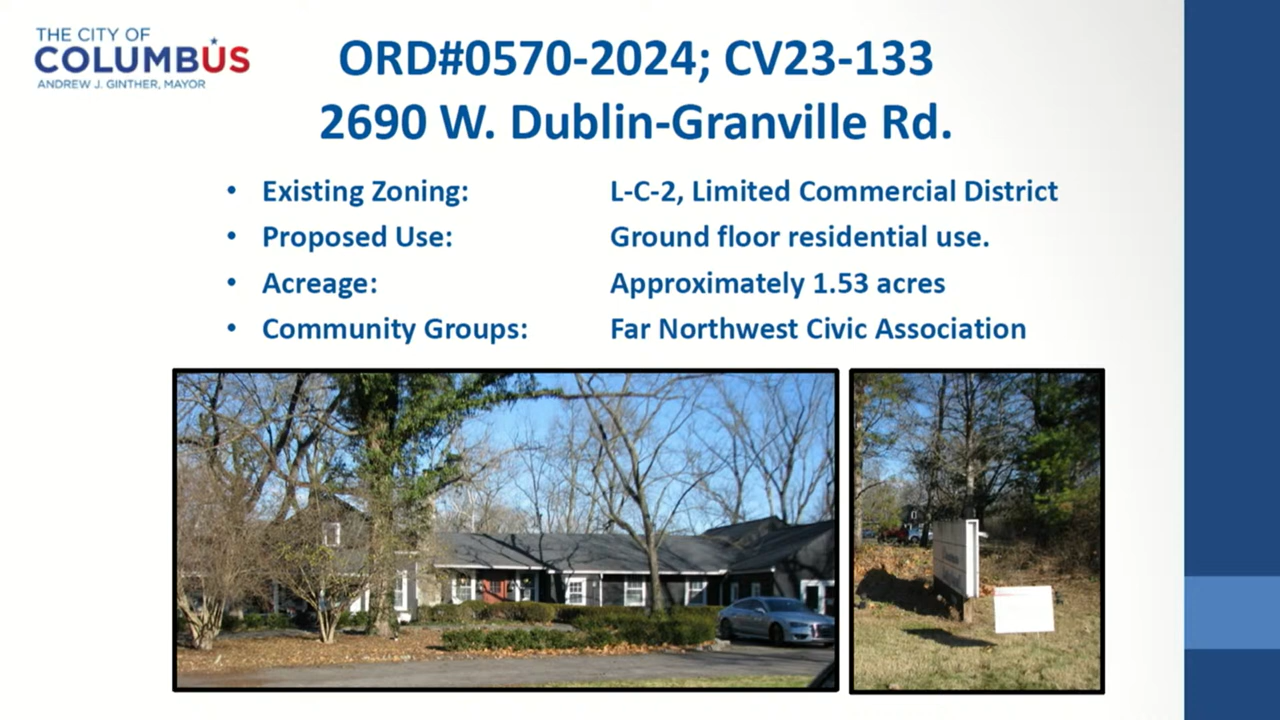 THE CITY OF
COLUMBUS
ANDREW J. GINTHER, MAYOR
ORD#0570-2024; CV23-133
2690 W. Dublin-Granville Rd.
• Existing Zoning: L-C-2, Limited Commercial District
• Proposed Use: Ground floor residential use.
• Acreage: Approximately 1.53 acres
• Community Groups: Far Northwest Civic Association